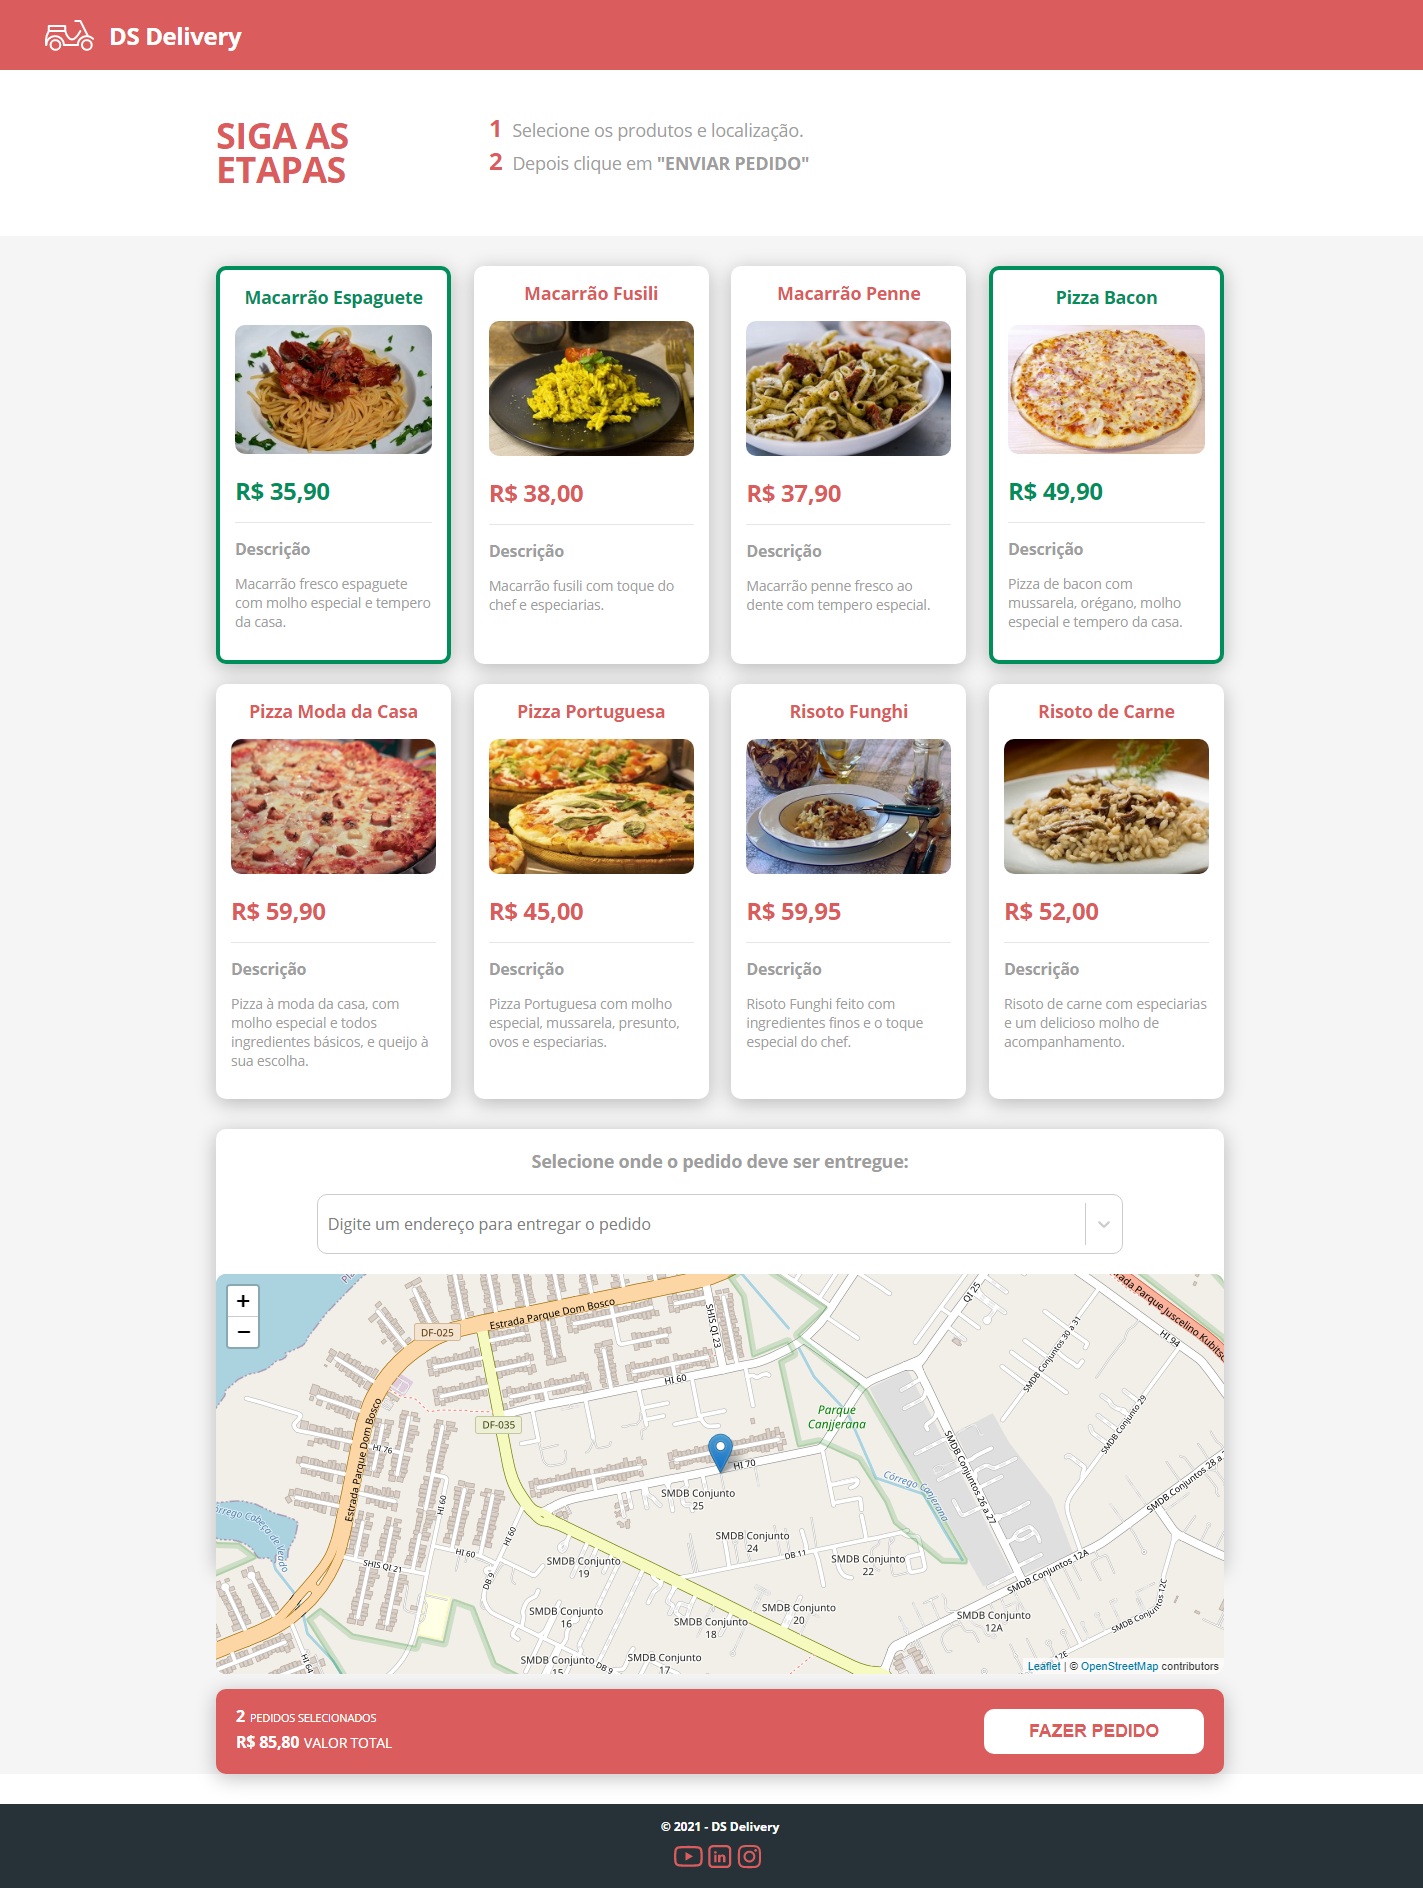 DS Delivery
SIGA AS
ETAPAS
1 Selecione os produtos e localização.
2 Depois clique em "ENVIAR PEDIDO"
Macarrão Espaguete
R$ 35,90
Descrição
Macarrão fresco espaguete
com molho especial e tempero
da casa.
Macarrão Fusili
R$ 38,00
Descrição
Macarrão fusili com toque do
chef e especiarias.
Macarrão Penne
R$ 37,90
Descrição
Macarrão penne fresco ao
dente com tempero especial.
Pizza Bacon
R$ 49,90
Descrição
Pizza de bacon com
mussarela, orégano, molho
especial e tempero da casa.
Pizza Moda da Casa
R$ 59,90
Descrição
Pizza à moda da casa, com
molho especial e todos
ingredientes básicos, e queijo à
sua escolha.
Pizza Portuguesa
R$ 45,00
Descrição
Pizza Portuguesa com molho
especial, mussarela, presunto,
ovos e especiarias.
Risoto Funghi
R$ 59,95
Descrição
Risoto Funghi feito com
ingredientes finos e o toque
especial do chef.
Risoto de Carne
R$ 52,00
Descrição
Risoto de carne com especiarias
e um delicioso molho de
acompanhamento.
Selecione onde o pedido deve ser entregue:
Digite um endereço para entregar o pedido
+
−
Estrada Parque Dom Bosco
DF-025
SHIS QI 23
QI 25
HI 94
SMDB Conjuntos 30 a 31
HI 60
SMDB Conjunto 29
Parque
Canjjerana
DF-035
Estrada Parque Dom Bosco
HI 76
HI 70
SMDB Conjunto
25
Córrego Canjerana
SMDB Conjuntos 26 a 27
SMDB Conjuntos 28 a
HI 60
HI 60
HI 60
SMDB Conjunto
24
DB 11
SMDB Conjunto
22
SMDB Conjunto
19
SHIS QI 21
DB 9
SMDB Conjuntos 12A
SMDB Conjuntos 12C
SMDB Conjunto
16
SMDB Conjunto
18
SMDB Conjunto
20
SMDB Conjunto
12A
HI 64
SMDB Conjunto
15
DB 9
SMDB Conjunto
17
12E
Leaflet | © OpenStreetMap contributors
2 PEDIDOS SELECIONADOS
R$ 85,80 VALOR TOTAL
FAZER PEDIDO
© 2021 - DS Delivery
in